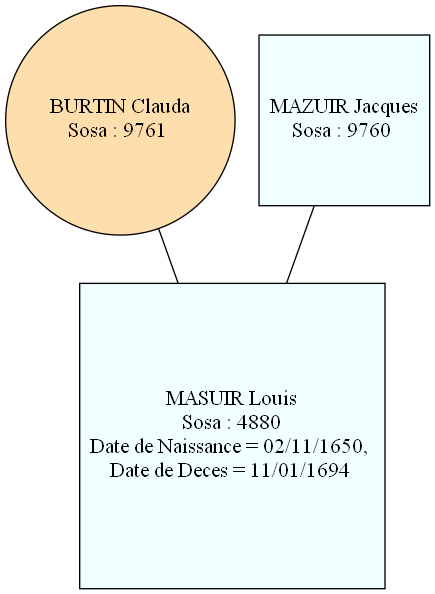 BURTIN Clauda
Sosa : 9761
MAZUIR Jacques
Sosa : 9760
MASUIR Louis
Sosa : 4880
Date de Naissance = 02/11/1650,
Date de Deces = 11/01/1694